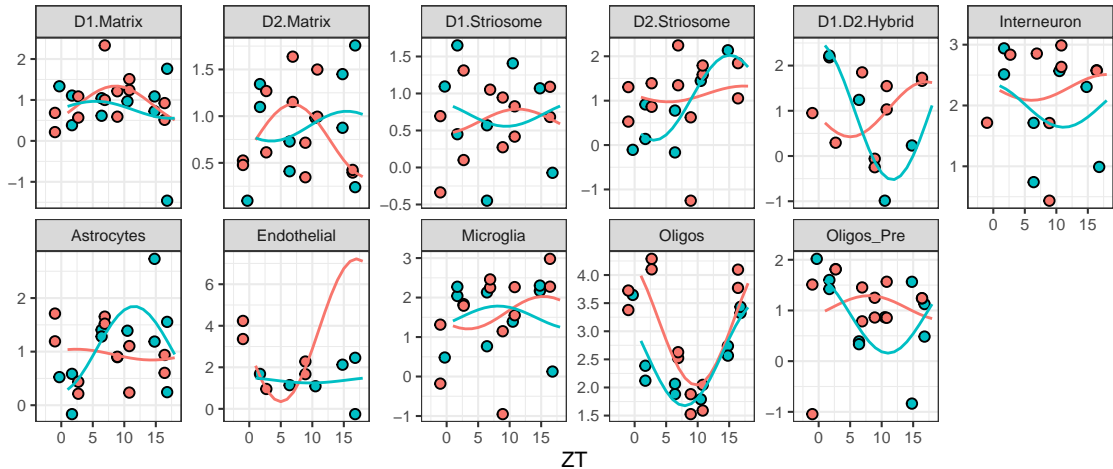 D1.Matrix D2.Matrix D1.Striosome D2.Striosome D1.D2.Hybrid Interneuron
2 1 0 −1
1.5 1.0 0.5
1.5 1.0 0.5 0.0 −0.5
2 1 0 −1
2 1 0 −1
3 2 1
Astrocytes Endothelial Microglia Oligos Oligos_Pre
2 1 0
6 4 2 0
3 2 1 0 −1
4.0 3.5 3.0 2.5 2.0 1.5
2 1 0 −1
0 5 10 15 0 5 10 15 0 5 10 15 0 5 10 15 0 5 10 15 0 5 10 15
ZT